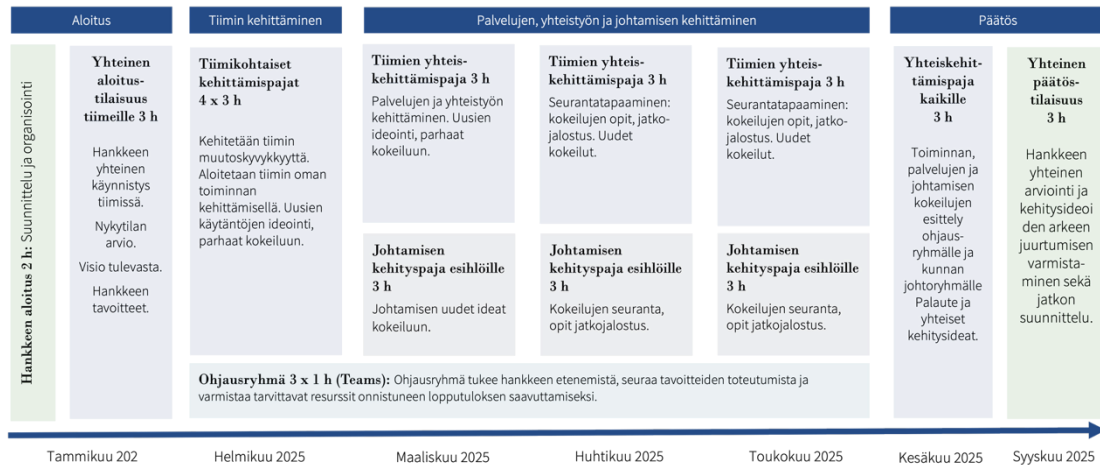 Aloitus
Tiimin kehittäminen
Palvelujen, yhteistyön ja johtamisen kehittäminen
Päätös
Hankkeen aloitus 2 h: Suunnittelu ja organisointi
Yhteinen
aloitus-
tilaisuus
tiimeille 3 h
Hankkeen
yhteinen
käynnistys
tiimissä.
Nykytilan
arvio.
Visio tulevasta.
Hankkeen
tavoitteet.
Tiimikohtaiset
kehittämispajat
4 x 3 h
Kehitetään tiimin
muutoskyvykkyyttä.
Aloitetaan tiimin oman
toiminnan
kehittämisellä. Uusien
käytäntöjen ideointi,
parhaat kokeiluun.
Tiimien yhteis-
kehittämispaja 3 h
Palvelujen ja yhteistyön
kehittäminen. Uusien
ideointi, parhaat
kokeiluun.
Tiimien yhteis-
kehittämispaja 3 h
Seurantatapaaminen:
kokeilujen opit, jatko-
jalostus. Uudet
kokeilut.
Tiimien yhteis-
kehittämispaja 3 h
Seurantatapaaminen:
kokeilujen opit, jatko-
jalostus. Uudet
kokeilut.
Johtamisen
kehityspaja esihlöille
3 h
Johtamisen uudet ideat
kokeiluun.
Johtamisen
kehityspaja esihlöille
3 h
Kokeilujen seuranta,
opit jatkojalostus.
Johtamisen
kehityspaja esihlöille
3 h
Kokeilujen seuranta,
opit jatkojalostus.
Ohjausryhmä 3 x 1 h (Teams): Ohjausryhmä tukee hankkeen etenemistä, seuraa tavoitteiden toteutumista ja
varmistaa tarvittavat resurssit onnistuneen lopputuloksen saavuttamiseksi.
Yhteiskehit-
tämispaja
kaikille
3 h
Toiminnan,
palvelujen ja
johtamisen
kokeilujen
esittely
ohjaus-
ryhmälle ja
kunnan
johtoryhmälle
Palaute ja
yhteiset
kehitysideat.
Yhteinen
päätös-
tilaisuus
3 h
Hankkeen
yhteinen
arviointi ja
kehitysideoi
den arkeen
juurtumisen
varmista-
minen sekä
jatkon
suunnittelu.
Tammikuu 202
Helmikuu 2025
Maaliskuu 2025
Huhtikuu 2025
Toukokuu 2025
Kesäkuu 2025
Syyskuu 2025